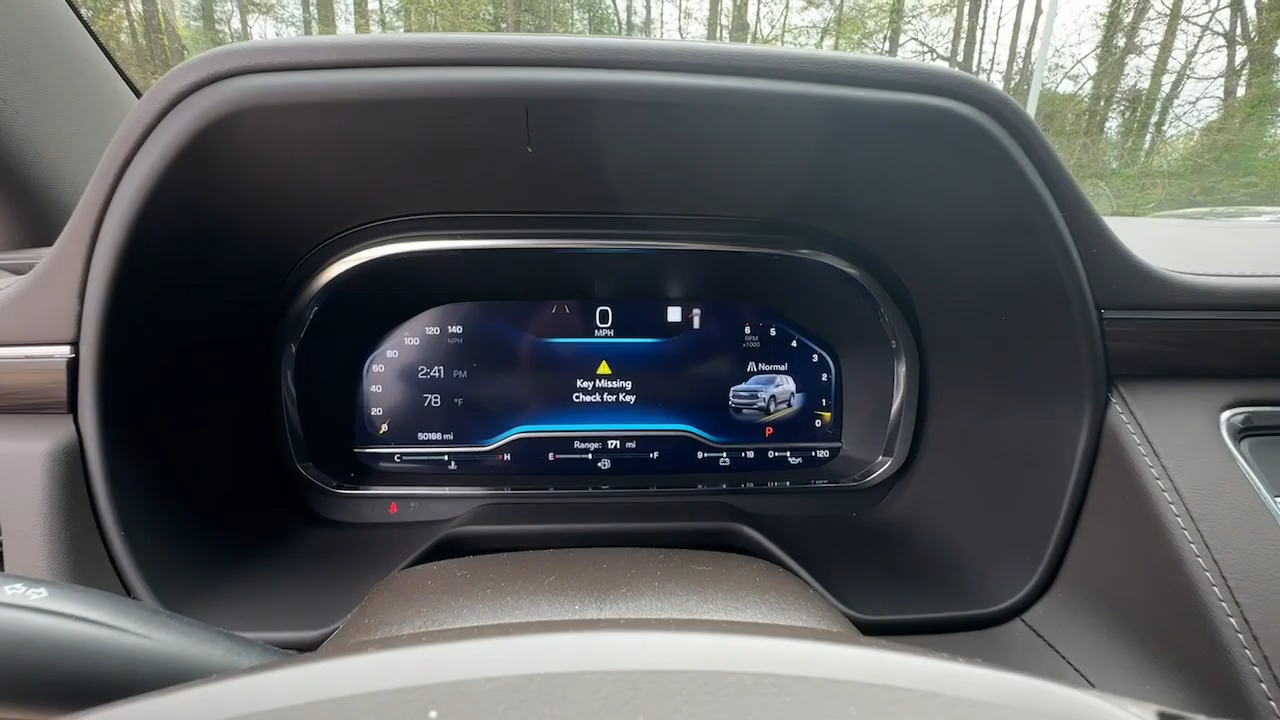 0
MPH
120 140
MPH
100
80
60
40
20
0
2:41 PM
78 °F
50166 mi
Key Missing
Check for Key
6 5
RPM
x1000
4
3
2
1
0
Normal
P
Range: 171 mi
C H
E F
9 19
0 120